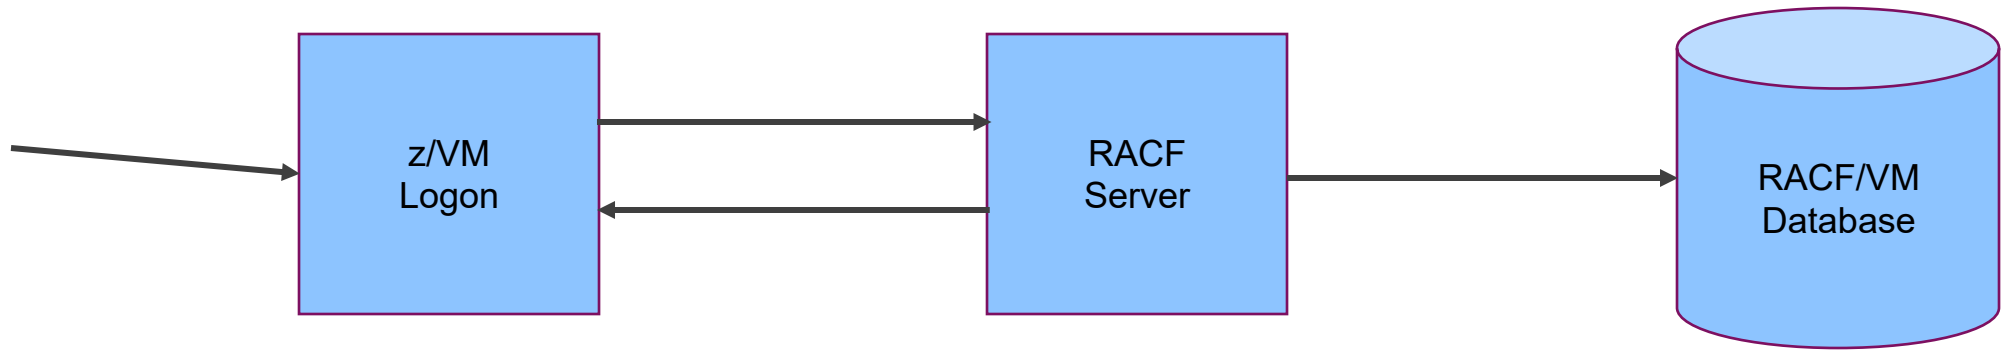 z/VM
Logon
RACF
Server
RACF/VM
Database